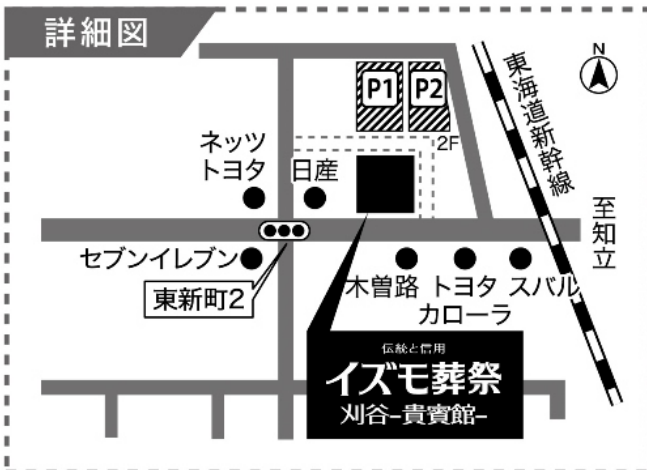 詳細図
N
P1
P2
2F
東海道新幹線
至知立
ネッツ
トヨタ
日産
セブンイレブン
東新町2
木曽路
トヨタ
カローラ
スバル
伝統と信用
イズモ葬祭
刈谷-貴賓館-